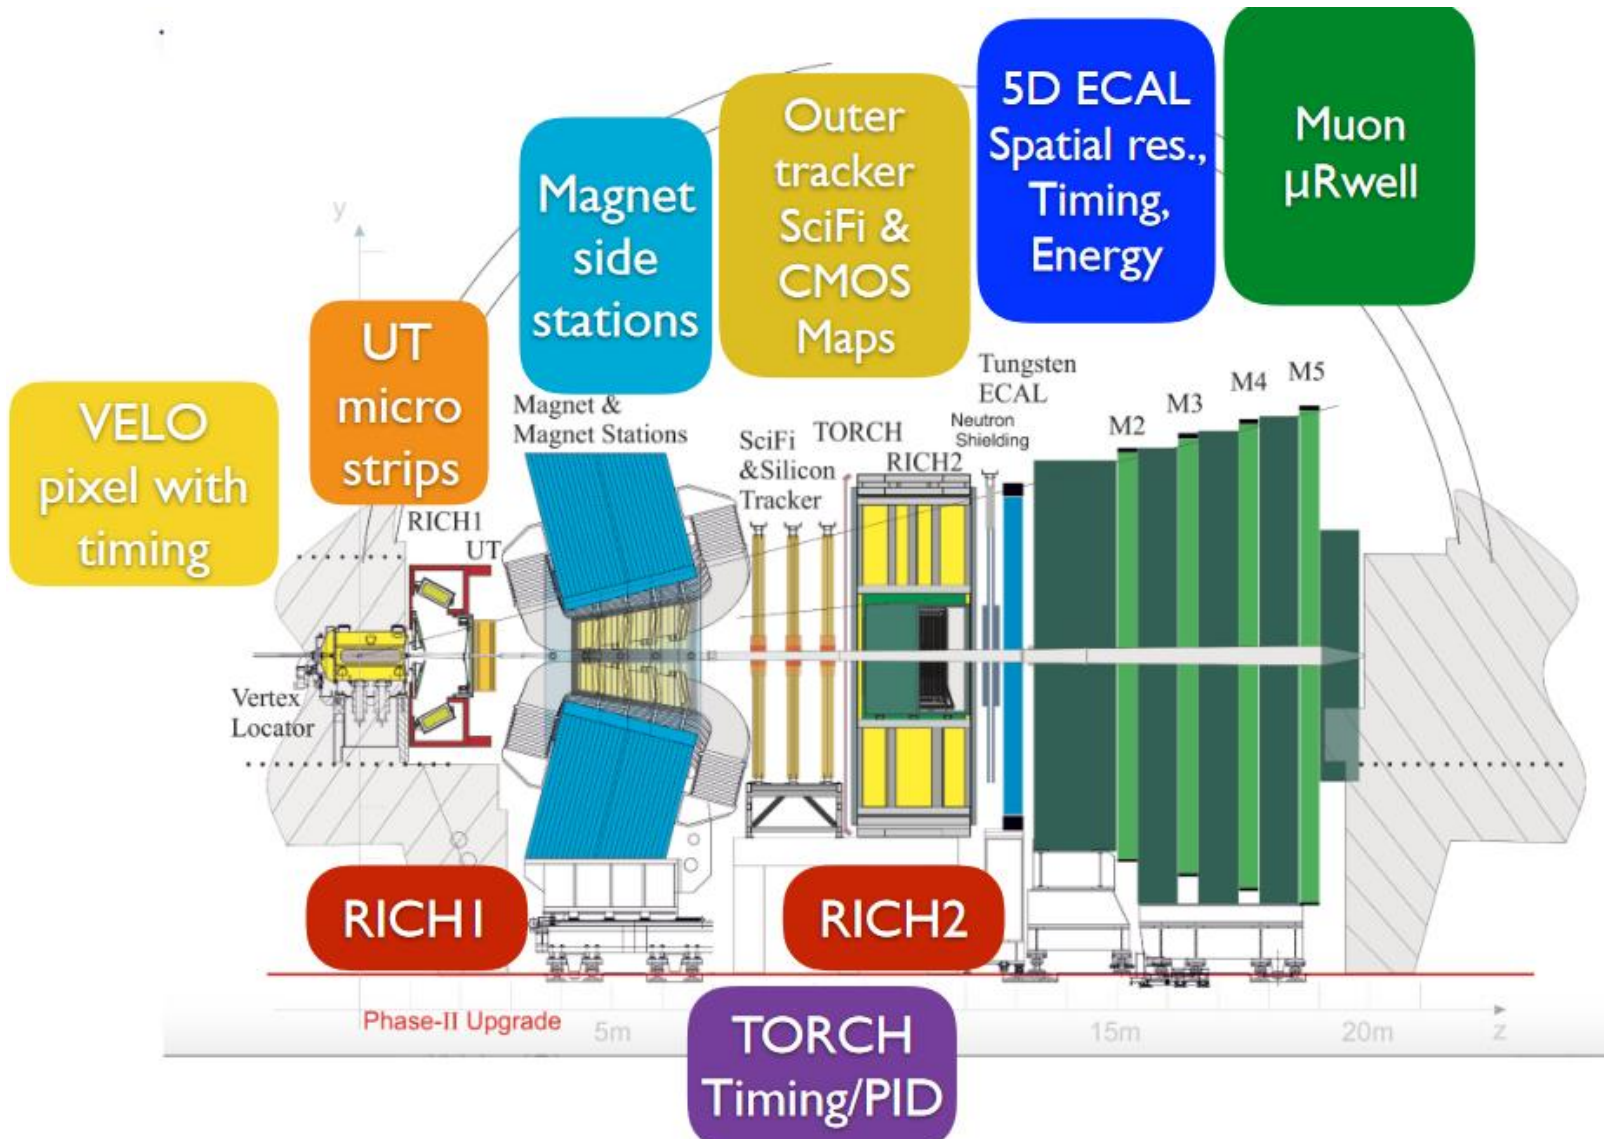 5D ECAL
Spatial res.,
Timing,
Energy
Muon
µRwell
Outer
tracker
SciFi &
CMOS
Maps
Magnet
side
stations
y
UT
micro
strips
VELO
pixel with
timing
Magnet &
Magnet Stations
SciFi
&Silicon
Tracker
TORCH
RICH2
Tungsten
ECAL
Neutron
Shielding
M2
M3
M4
M5
RICH1
UT
Vertex
Locator
RICH1
RICH2
Phase-II Upgrade
5m
15m
20m
z
TORCH
Timing/PID